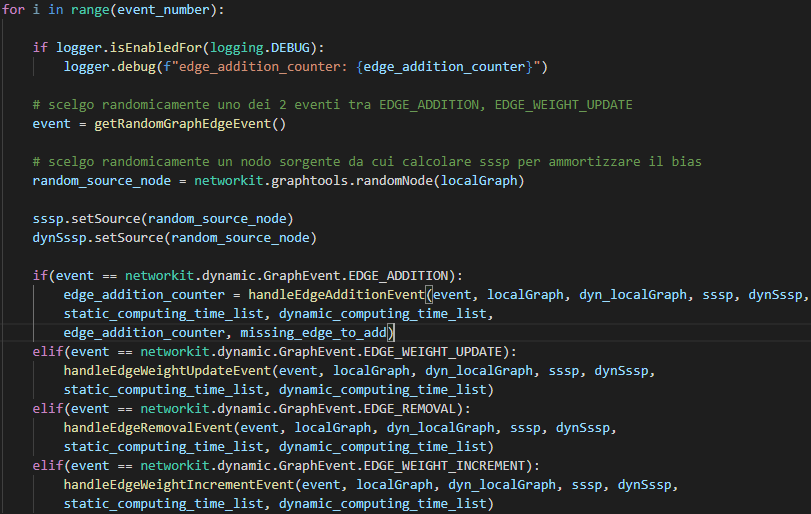 for i in range(event_number):
if logger.isEnabledFor(logging.DEBUG):
logger.debug(f"edge_addition_counter: {edge_addition_counter}")
# scelgo randomicamente uno dei 2 eventi tra EDGE_ADDITION, EDGE_WEIGHT_UPDATE
event = getRandomGraphEdgeEvent()
# scelgo randomicamente un nodo sorgente da cui calcolare sssp per ammortizzare il bias
random_source_node = networkit.graphtools.randomNode(localGraph)
sssp.setSource(random_source_node)
dynSssp.setSource(random_source_node)
if(event == networkit.dynamic.GraphEvent.EDGE_ADDITION):
edge_addition_counter = handleEdgeAdditionEvent(event, localGraph, dyn_localGraph, sssp, dynSssp,
static_computing_time_list, dynamic_computing_time_list,
edge_addition_counter, missing_edge_to_add)
elif(event == networkit.dynamic.GraphEvent.EDGE_WEIGHT_UPDATE):
handleEdgeWeightUpdateEvent(event, localGraph, dyn_localGraph, sssp, dynSssp,
static_computing_time_list, dynamic_computing_time_list)
elif(event == networkit.dynamic.GraphEvent.EDGE_REMOVAL):
handleEdgeRemovalEvent(event, localGraph, dyn_localGraph, sssp, dynSssp,
static_computing_time_list, dynamic_computing_time_list)
elif(event == networkit.dynamic.GraphEvent.EDGE_WEIGHT_INCREMENT):
handleEdgeWeightIncrementEvent(event, localGraph, dyn_localGraph, sssp, dynSssp,
static_computing_time_list, dynamic_computing_time_list)